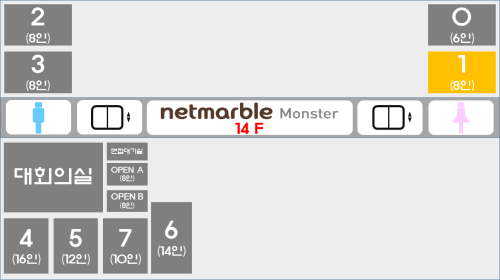 2
(8인)
0
(6인)
3
(8인)
1
(8인)
netmarble Monster
14 F
대회의실
면접대기실
OPEN A
(8인)
OPEN B
(8인)
4
(16인)
5
(12인)
7
(10인)
6
(14인)